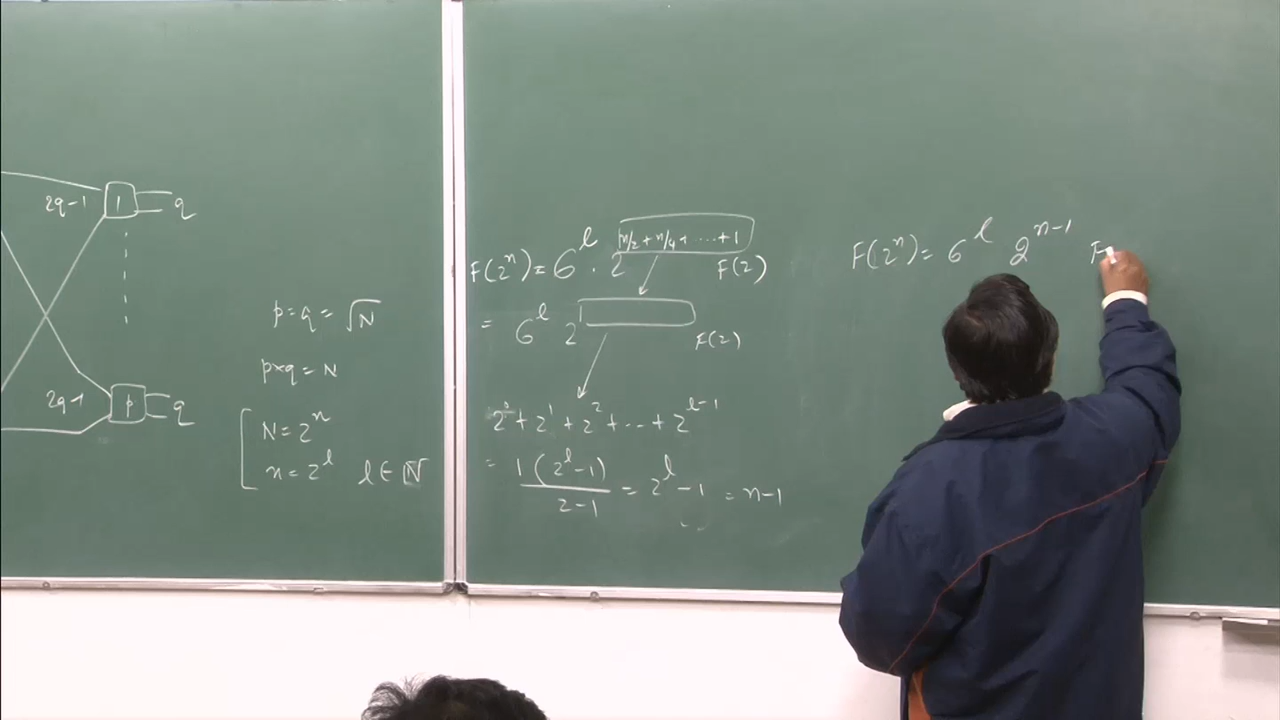 2q-1 1 q
2q-1 p q
p=q=√N
p×q=N
N=2^n
n=2^l l∈ℕ
F(2^n)=6^l·2^{n/2+n/4+…+1} F(2)
= 6^l 2 F(2)
2^0+2^1+2^2+…+2^{l-1}
= 1(2^l-1)/2-1 = 2^l-1 = n-1
F(2^n)=6^l 2^{n-1} F